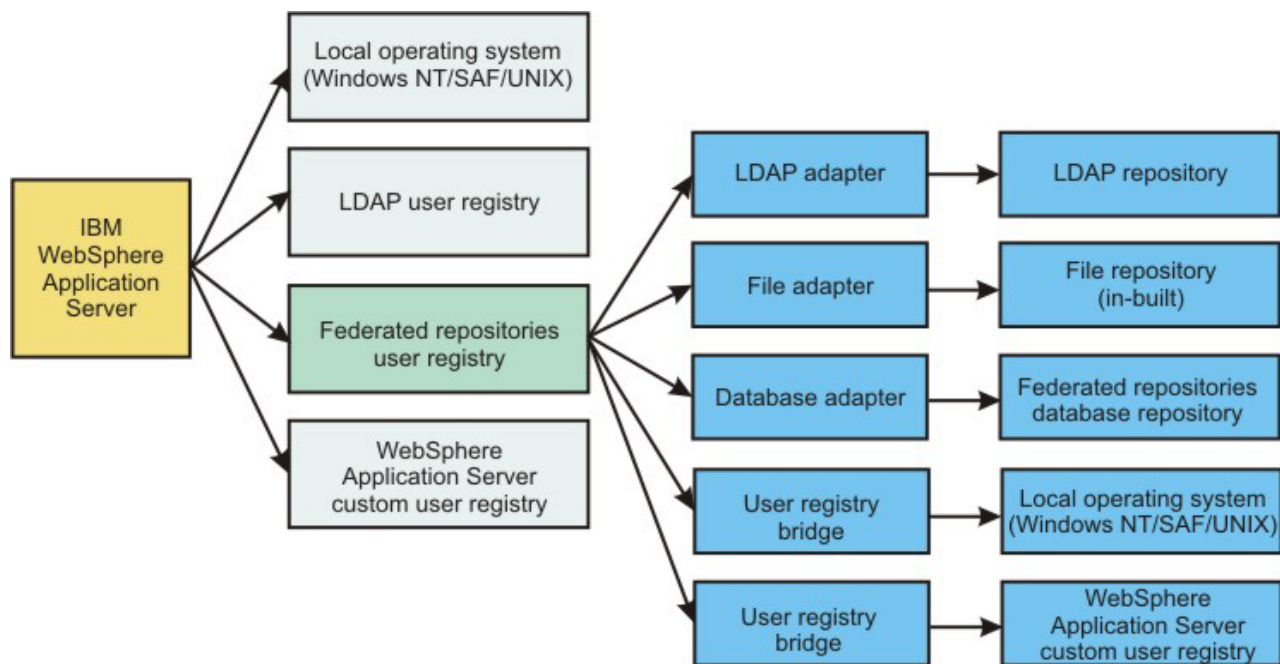 IBM
WebSphere
Application
Server
Local operating system
(Windows NT/SAF/UNIX)
LDAP user registry
Federated repositories
user registry
WebSphere
Application Server
custom user registry
LDAP adapter
LDAP repository
File adapter
File repository
(in-built)
Database adapter
Federated repositories
database repository
User registry
bridge
Local operating system
(Windows NT/SAF/UNIX)
User registry
bridge
WebSphere
Application Server
custom user registry